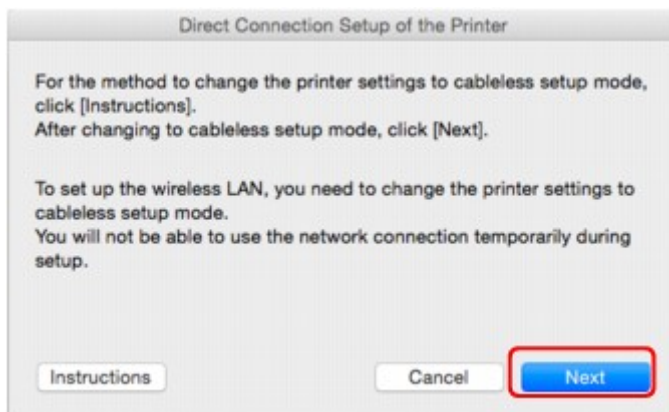 Direct Connection Setup of the Printer
For the method to change the printer settings to cableless setup mode,
click [Instructions].
After changing to cableless setup mode, click [Next].
To set up the wireless LAN, you need to change the printer settings to
cableless setup mode.
You will not be able to use the network connection temporarily during
setup.
Instructions
Cancel
Next